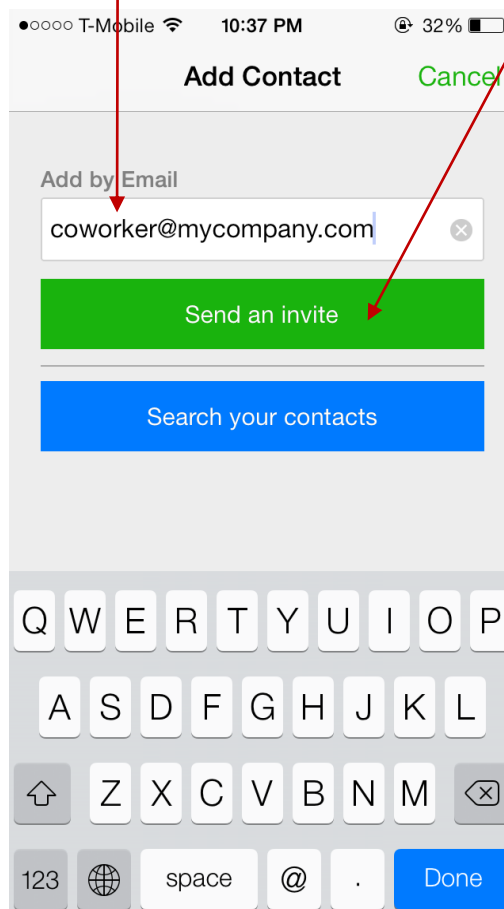 T-Mobile 10:37 PM 32%
Add Contact Cancel
Add by Email
coworker@mycompany.com
Send an invite
Search your contacts
Q W E R T Y U I O P
A S D F G H J K L
Z X C V B N M
123 space @ . Done